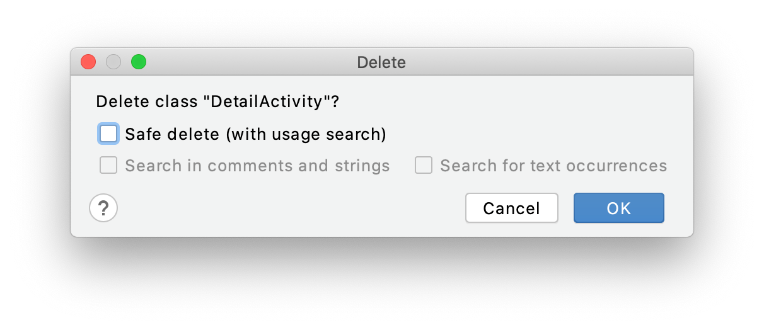 Delete
Delete class "DetailActivity"?
Safe delete (with usage search)
Search in comments and strings Search for text occurrences
? Cancel OK